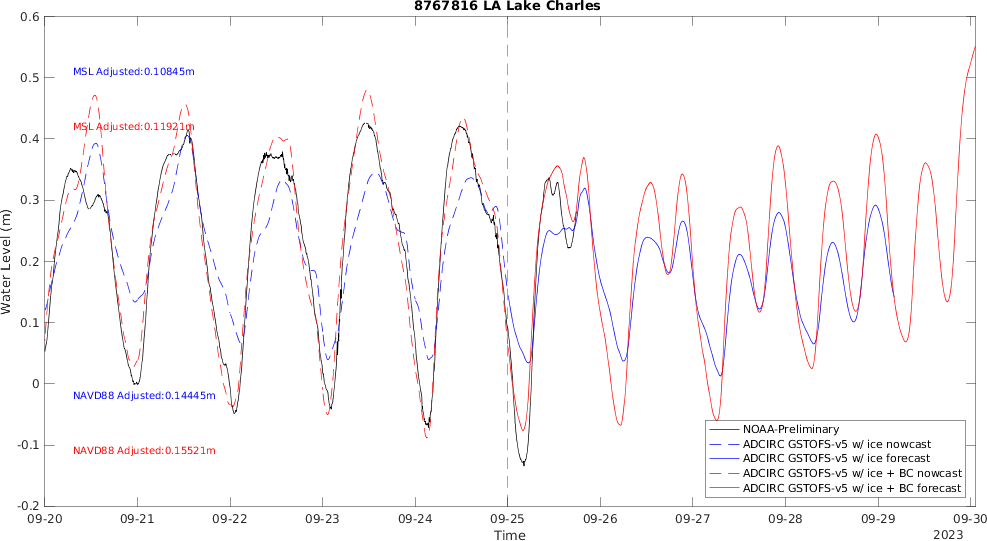 8767816 LA Lake Charles
0.6
0.5
0.4
0.3
0.2
0.1
0
-0.1
-0.2
Water Level (m)
MSL Adjusted:0.10845m
MSL Adjusted:0.11921m
NAVD88 Adjusted:0.14445m
NAVD88 Adjusted:0.15521m
NOAA-Preliminary
ADCIRC GSTOFS-v5 w/ ice nowcast
ADCIRC GSTOFS-v5 w/ ice forecast
ADCIRC GSTOFS-v5 w/ ice + BC nowcast
ADCIRC GSTOFS-v5 w/ ice + BC forecast
09-20 09-21 09-22 09-23 09-24 09-25 09-26 09-27 09-28 09-29 09-30
Time
2023